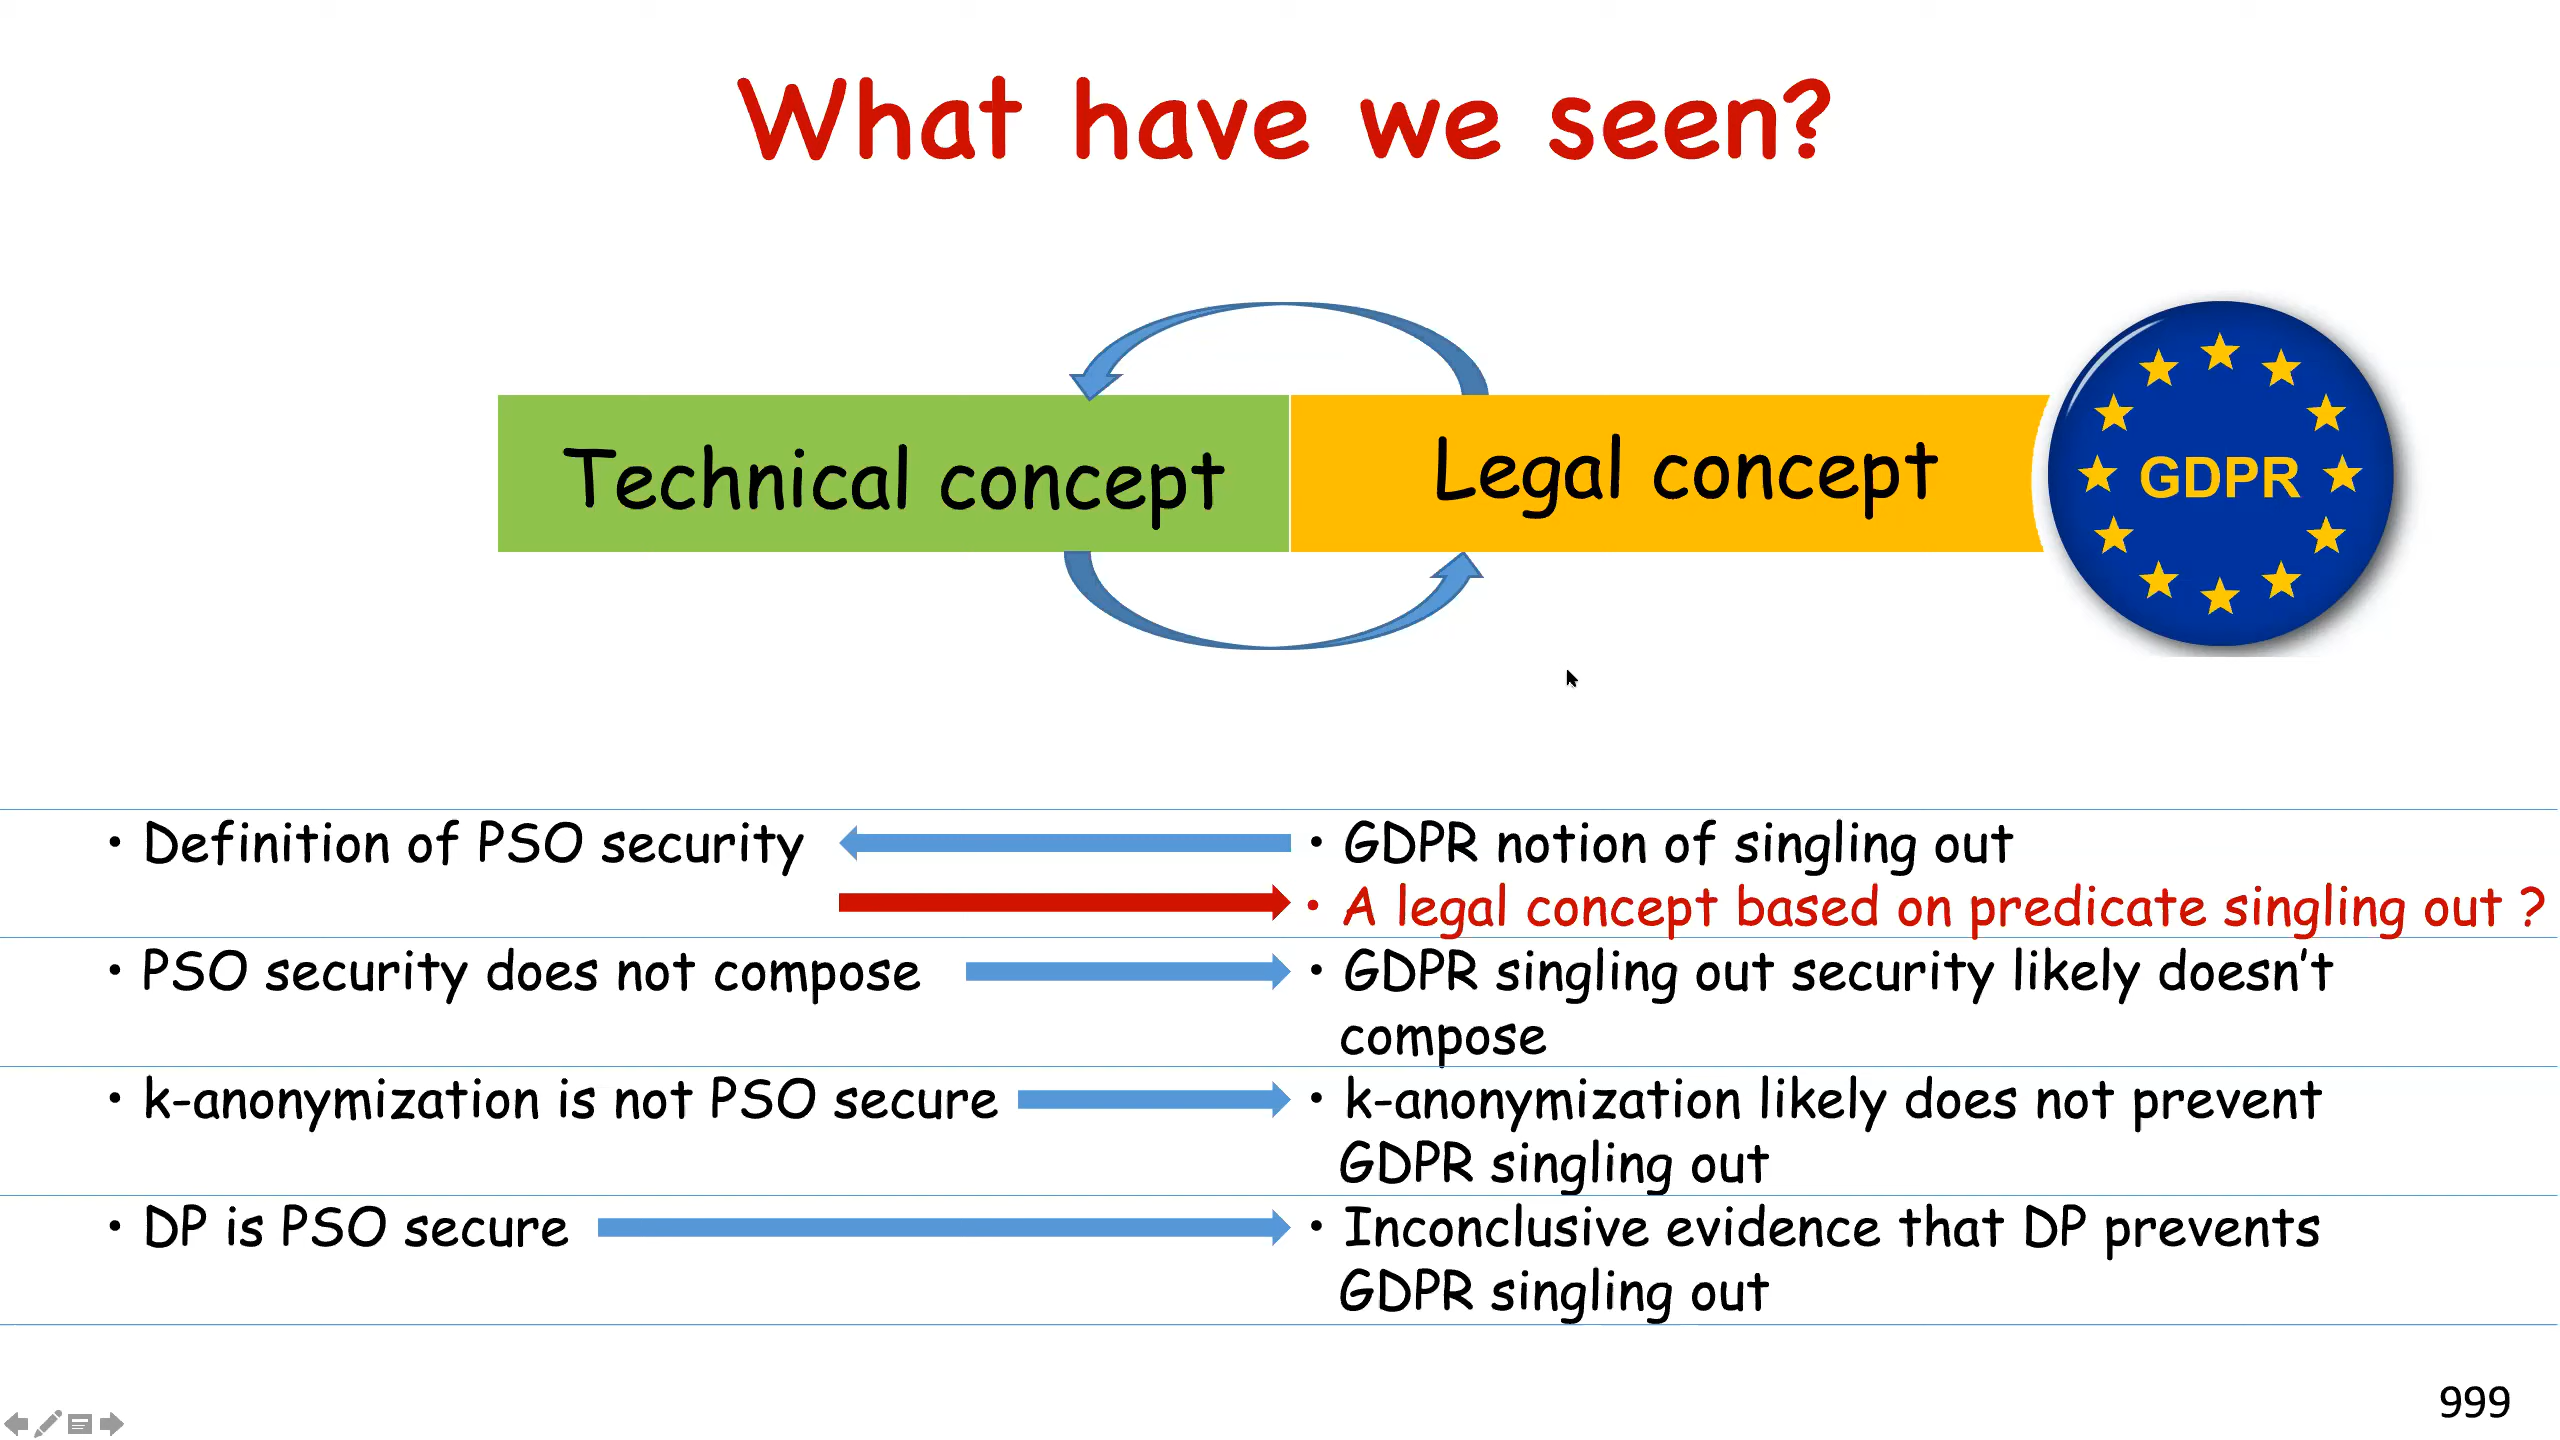 What have we seen?
Technical concept
Legal concept
GDPR
• Definition of PSO security
• GDPR notion of singling out
• A legal concept based on predicate singling out ?
• PSO security does not compose
• GDPR singling out security likely doesn't
compose
• k-anonymization is not PSO secure
• k-anonymization likely does not prevent
GDPR singling out
• DP is PSO secure
• Inconclusive evidence that DP prevents
GDPR singling out
999